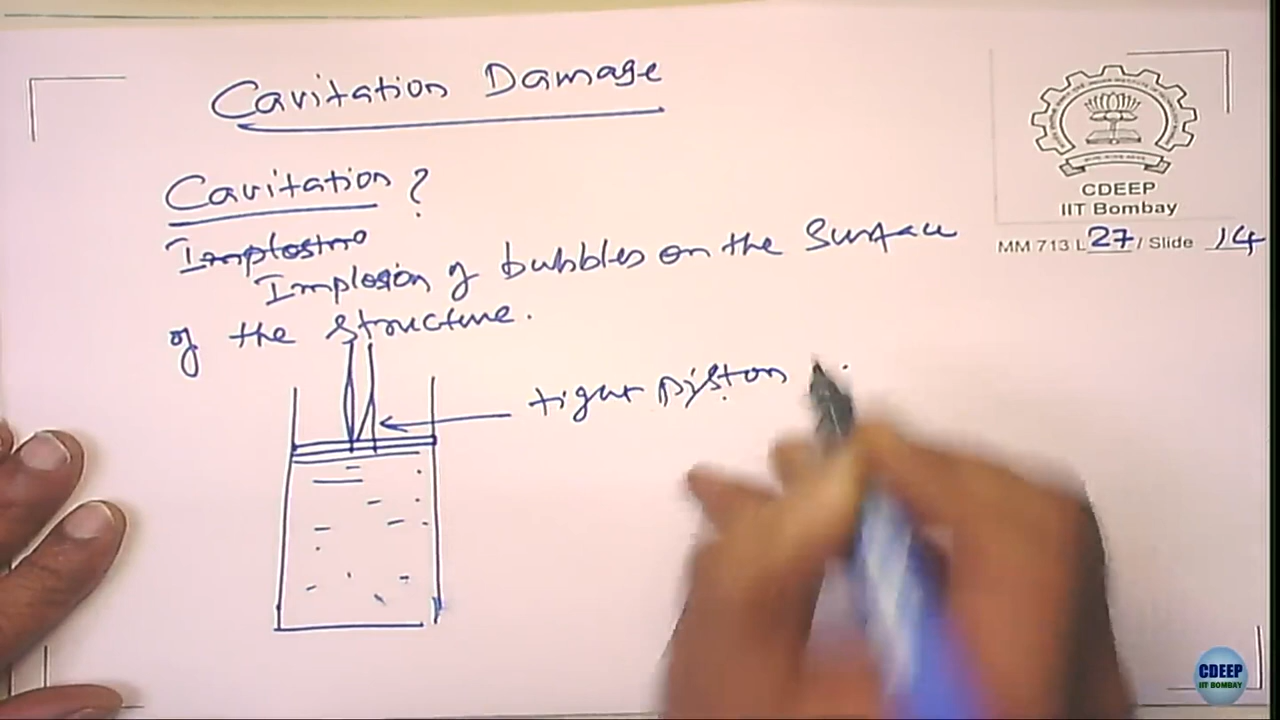 Cavitation Damage
Cavitation ?
Implosion of bubbles on the surface
of the structure.
tight piston
CDEEP
IIT Bombay
MM 713 L 27 / Slide 14
CDEEP
IIT BOMBAY